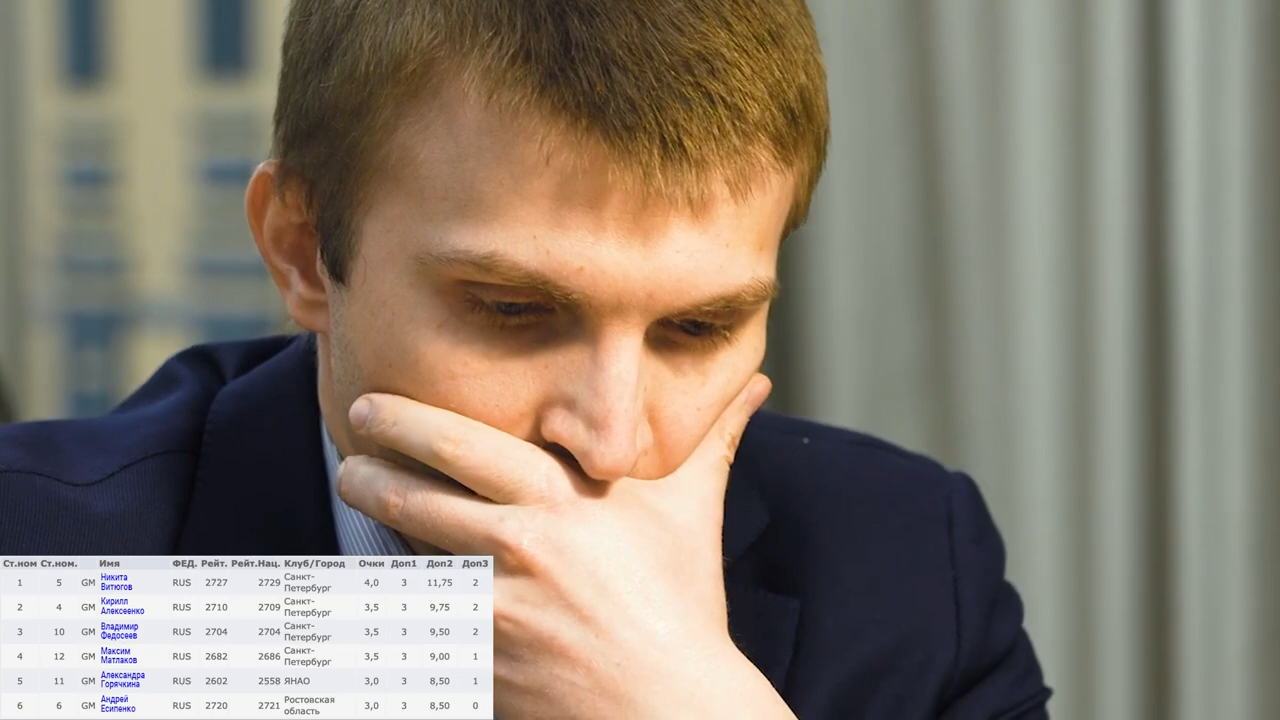 Ст.ном Ст.ном. Имя ФЕД. Рейт. Рейт.Нац. Клуб/Город Очки Доп1 Доп2 Доп3
1 5 GM Никита Витюгов RUS 2727 2729 Санкт-Петербург 4,0 3 11,75 2
2 4 GM Кирилл Алексеенко RUS 2710 2709 Санкт-Петербург 3,5 3 9,75 2
3 10 GM Владимир Федосеев RUS 2704 2704 Санкт-Петербург 3,5 3 9,50 2
4 12 GM Максим Матлаков RUS 2682 2686 Санкт-Петербург 3,5 3 9,00 1
5 11 GM Александра Горячкина RUS 2602 2558 ЯНАО 3,0 3 8,50 1
6 6 GM Андрей Есипенко RUS 2720 2721 Ростовская область 3,0 3 8,50 0